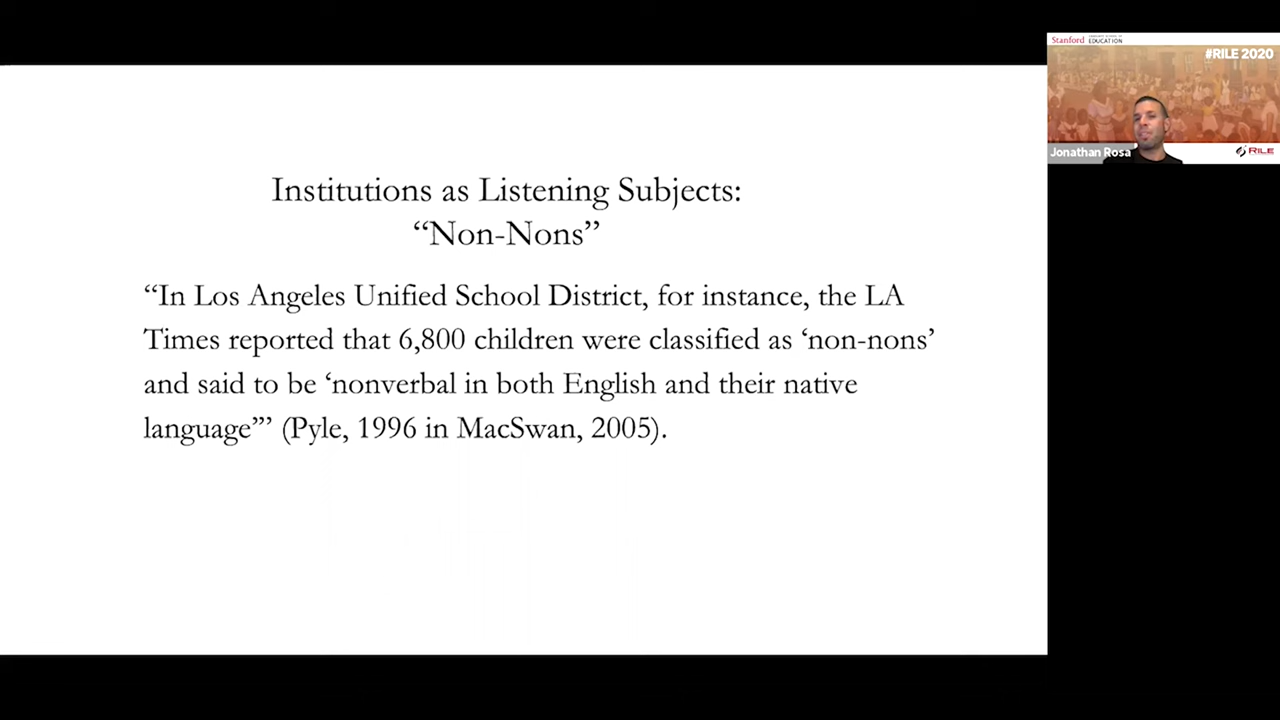 Institutions as Listening Subjects:
“Non-Nons”
“In Los Angeles Unified School District, for instance, the LA
Times reported that 6,800 children were classified as ‘non-nons’
and said to be ‘nonverbal in both English and their native
language’” (Pyle, 1996 in MacSwan, 2005).
Stanford EDUCATION
#RILE 2020
Jonathan Rosa
RILE